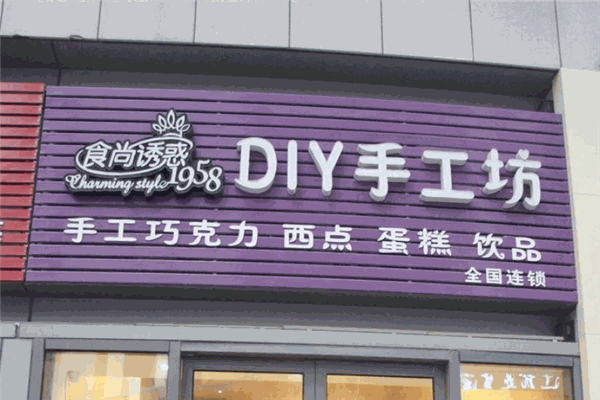 食尚诱惑
Charming style 1958
DIY手工坊
手工巧克力 西点 蛋糕 饮品
全国连锁